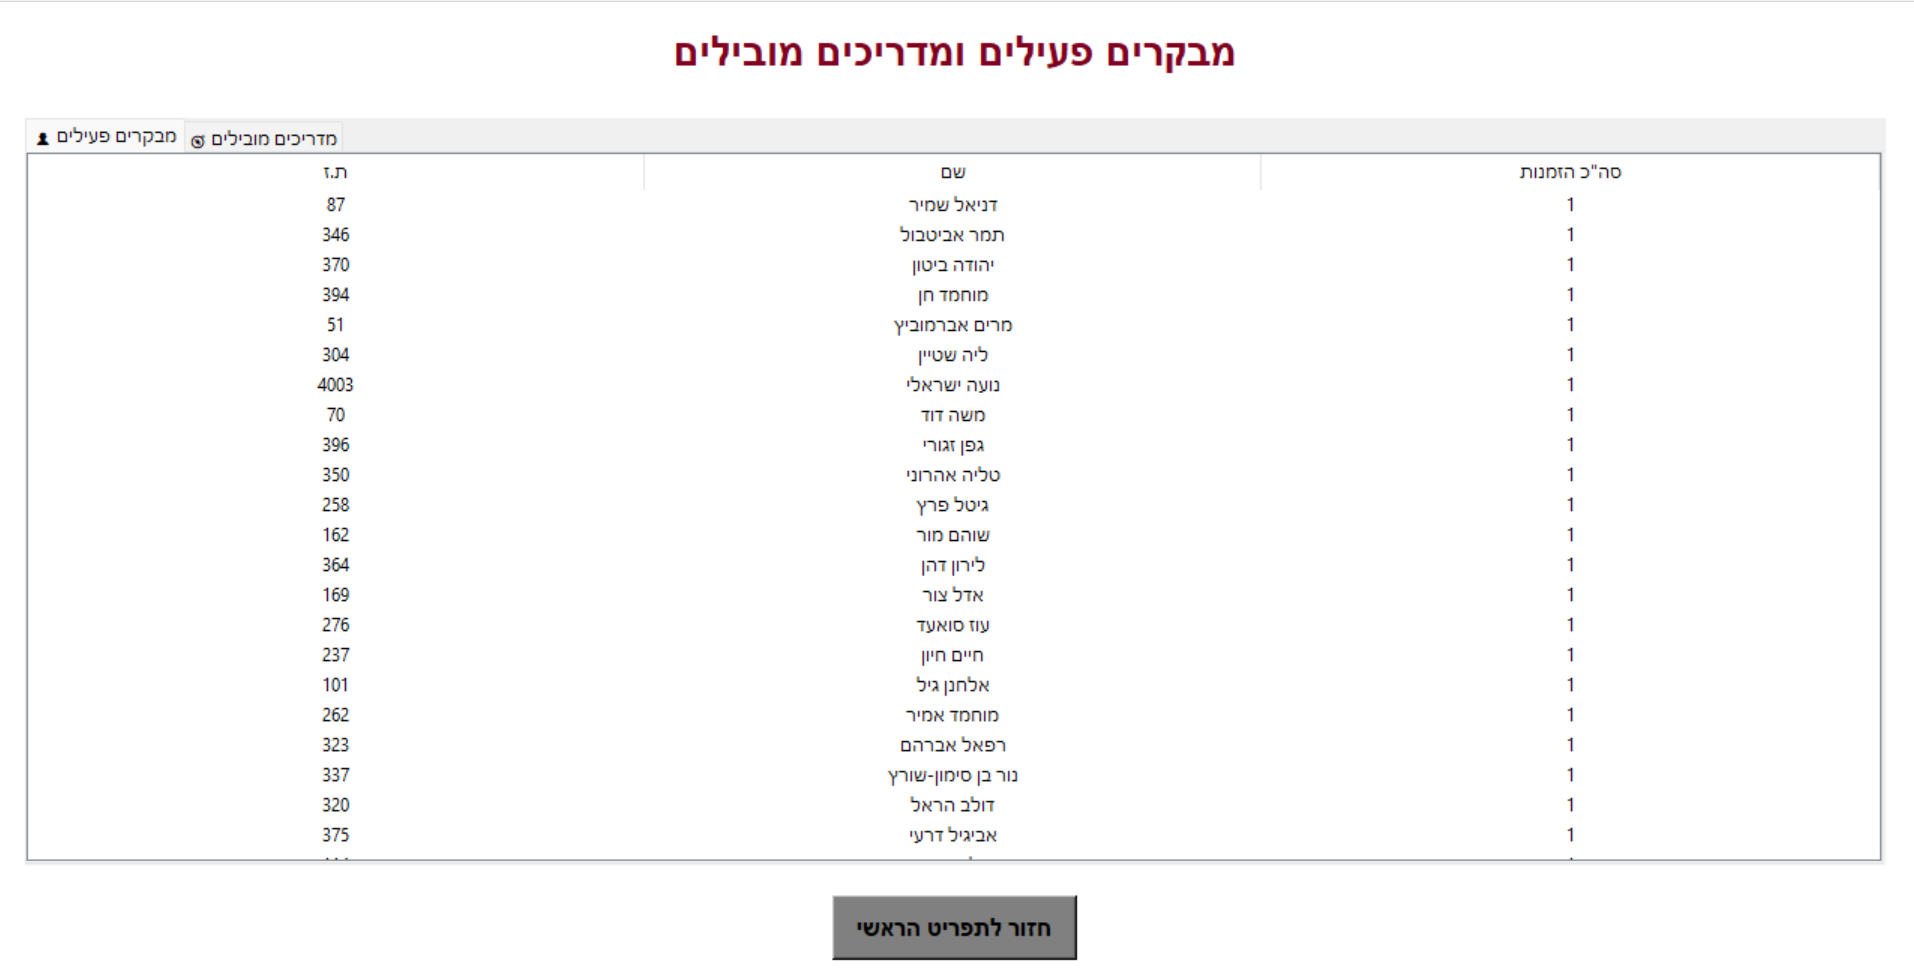 מבקרים פעילים ומדריכים מובילים
מבקרים פעילים מדריכים מובילים
ת.ז שם סה"כ הזמנות
87 דניאל שמיר 1
346 תמר אביטבול 1
370 יהודה ביטון 1
394 מוחמד חן 1
51 מרים אברמוביץ 1
304 ליה שטיין 1
4003 נועה ישראלי 1
70 משה דוד 1
396 גפן זגורי 1
350 טליה אהרוני 1
258 גיטל פרץ 1
162 שוהם מור 1
364 לירון דהן 1
169 אדל צור 1
276 עוז סואעד 1
237 חיים חיון 1
101 אלחנן גיל 1
262 מוחמד אמיר 1
323 רפאל אברהם 1
337 נור בן סימון-שורץ 1
320 דולב הראל 1
375 אביגיל דרעי 1
חזור לתפריט הראשי